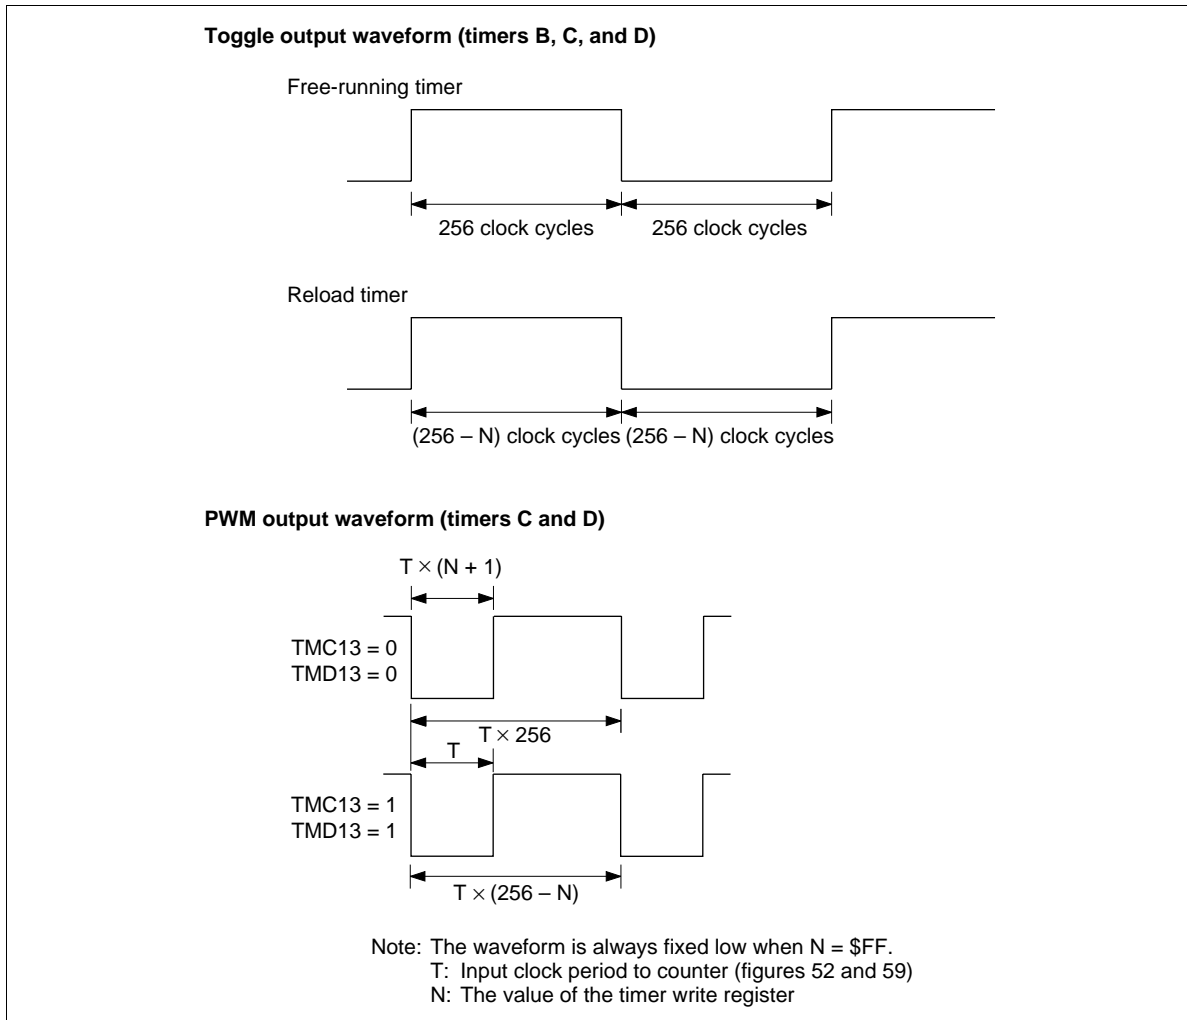 Toggle output waveform (timers B, C, and D)
Free-running timer
256 clock cycles 256 clock cycles
Reload timer
(256 – N) clock cycles (256 – N) clock cycles
PWM output waveform (timers C and D)
T × (N + 1)
TMC13 = 0
TMD13 = 0
T × 256
T
TMC13 = 1
TMD13 = 1
T × (256 – N)
Note: The waveform is always fixed low when N = $FF.
T: Input clock period to counter (figures 52 and 59)
N: The value of the timer write register